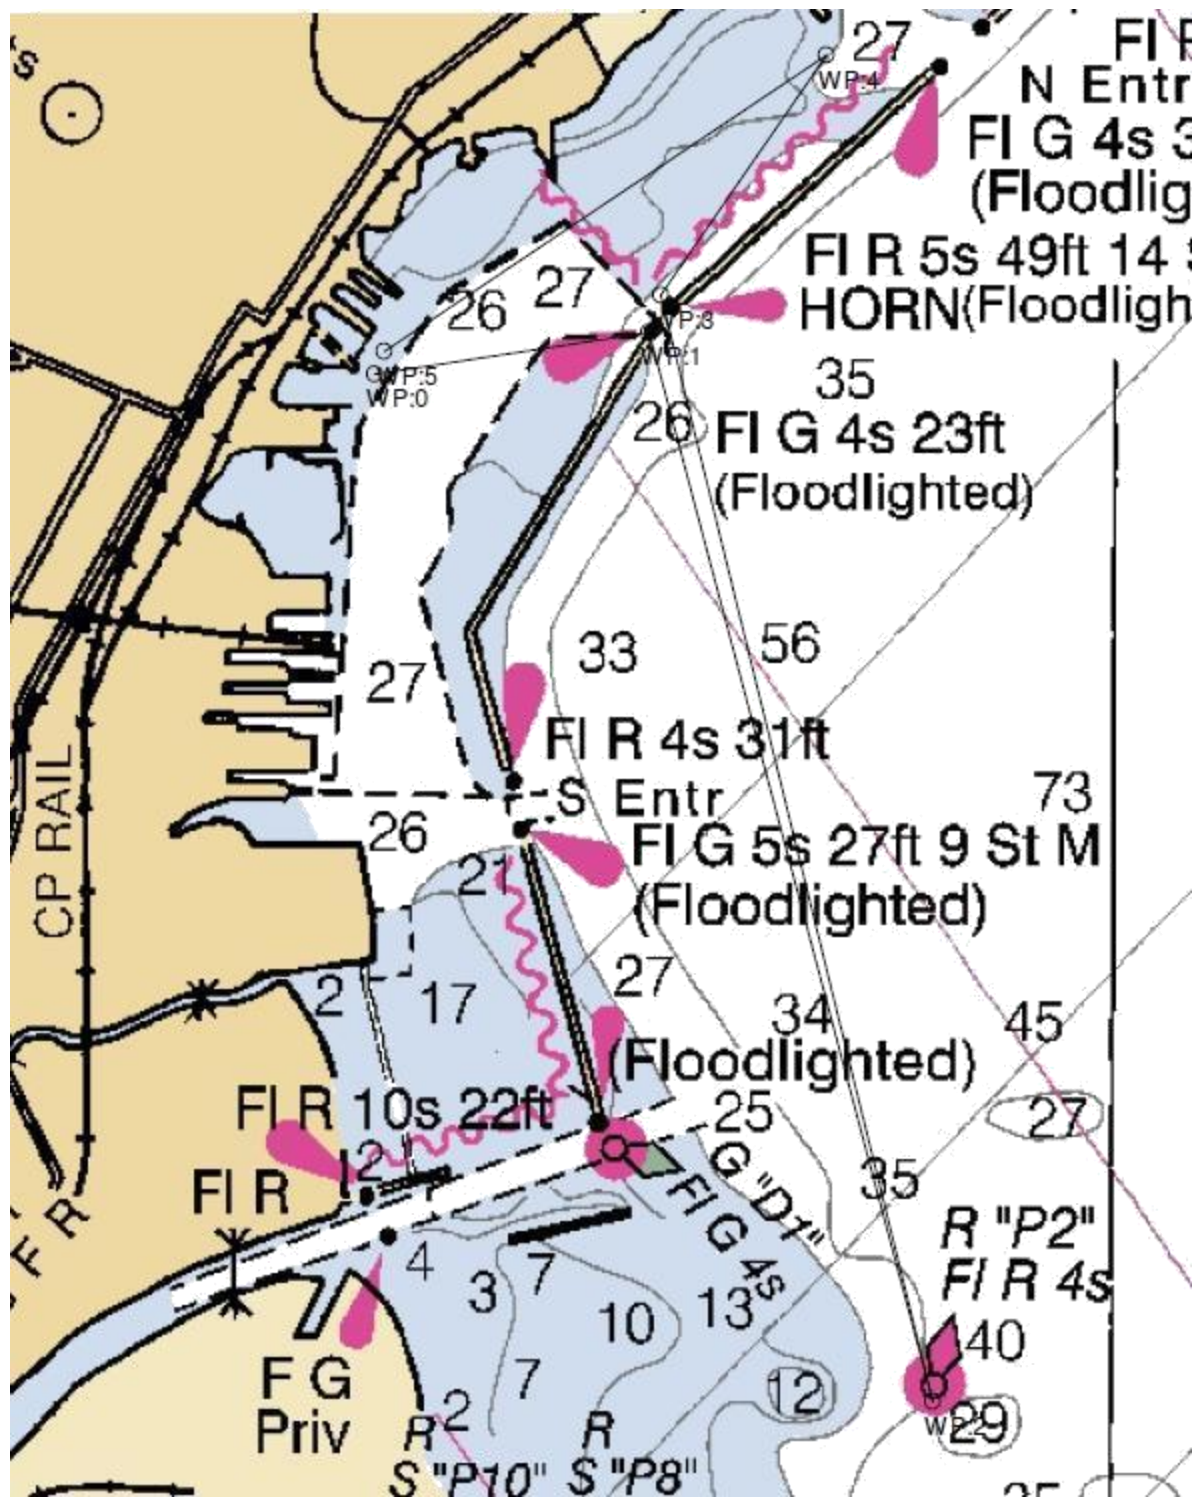 27
Fl R
WP:4
s
N Entr
Fl G 4s 3
(Floodlig
Fl R 5s 49ft 14 S
27
26
HORN(Floodligh
WP:3
WP:1
WP:5
WP:0
35
26
Fl G 4s 23ft
(Floodlighted)
56
33
27
Fl R 4s 31ft
S Entr
73
26
Fl G 5s 27ft 9 St M
21
(Floodlighted)
CP RAIL
27
2
17
34
45
(Floodlighted)
Fl R 10s 22ft
25
27
G "D1"
12
35
Fl R
Fl G 4s
R "P2"
F R
4
7
Fl R 4s
3
13
10
40
F G
7
12
Priv
2
29
R
R
S "P10"
S "P8"